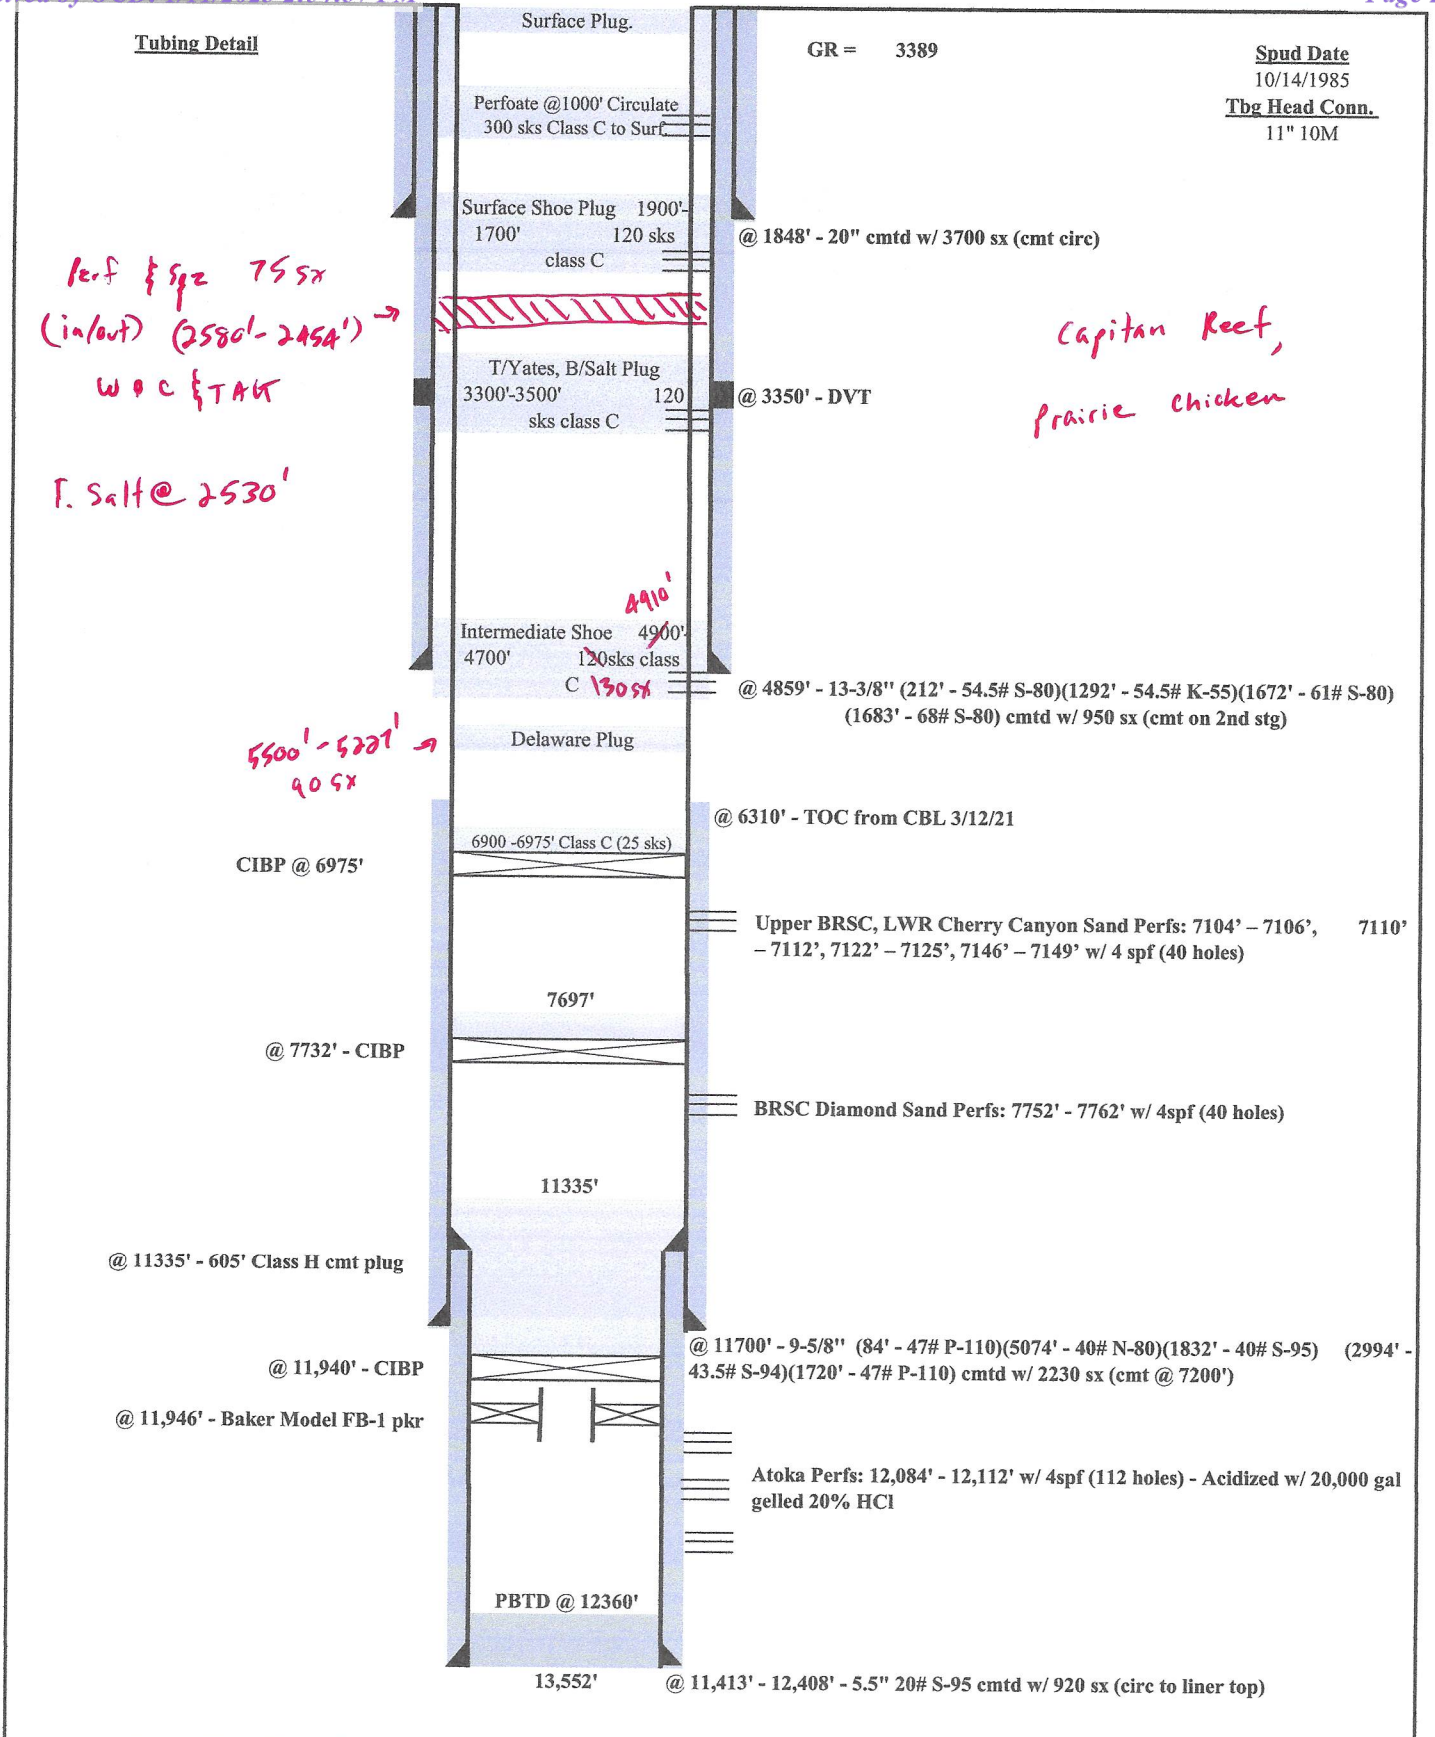 Tubing Detail
Surface Plug.
GR = 3389
Spud Date
10/14/1985
Tbg Head Conn.
11" 10M
Perfoate @1000' Circulate
300 sks Class C to Surf.
Surface Shoe Plug 1900'-
1700' 120 sks
class C
@ 1848' - 20" cmtd w/ 3700 sx (cmt circ)
Perf & Sqz 75 sx
(in/out) (2580'-2454')
WOC & TAG
T. Salt @ 2530'
Capitan Reef,
Prairie Chicken
T/Yates, B/Salt Plug
3300'-3500' 120
sks class C
@ 3350' - DVT
4910'
Intermediate Shoe 4900'-
4700' 120sks class
C 130 sx
@ 4859' - 13-3/8" (212' - 54.5# S-80)(1292' - 54.5# K-55)(1672' - 61# S-80)
(1683' - 68# S-80) cmtd w/ 950 sx (cmt on 2nd stg)
5500'-5227'
90 sx
Delaware Plug
@ 6310' - TOC from CBL 3/12/21
6900 -6975' Class C (25 sks)
CIBP @ 6975'
Upper BRSC, LWR Cherry Canyon Sand Perfs: 7104’ – 7106’, 7110’
– 7112’, 7122’ – 7125’, 7146’ – 7149’ w/ 4 spf (40 holes)
7697'
@ 7732' - CIBP
BRSC Diamond Sand Perfs: 7752' - 7762' w/ 4spf (40 holes)
11335'
@ 11335' - 605' Class H cmt plug
@ 11700' - 9-5/8" (84' - 47# P-110)(5074' - 40# N-80)(1832' - 40# S-95) (2994' -
43.5# S-94)(1720' - 47# P-110) cmtd w/ 2230 sx (cmt @ 7200')
@ 11,940' - CIBP
@ 11,946' - Baker Model FB-1 pkr
Atoka Perfs: 12,084' - 12,112' w/ 4spf (112 holes) - Acidized w/ 20,000 gal
gelled 20% HCl
PBTD @ 12360'
13,552'
@ 11,413' - 12,408' - 5.5" 20# S-95 cmtd w/ 920 sx (circ to liner top)